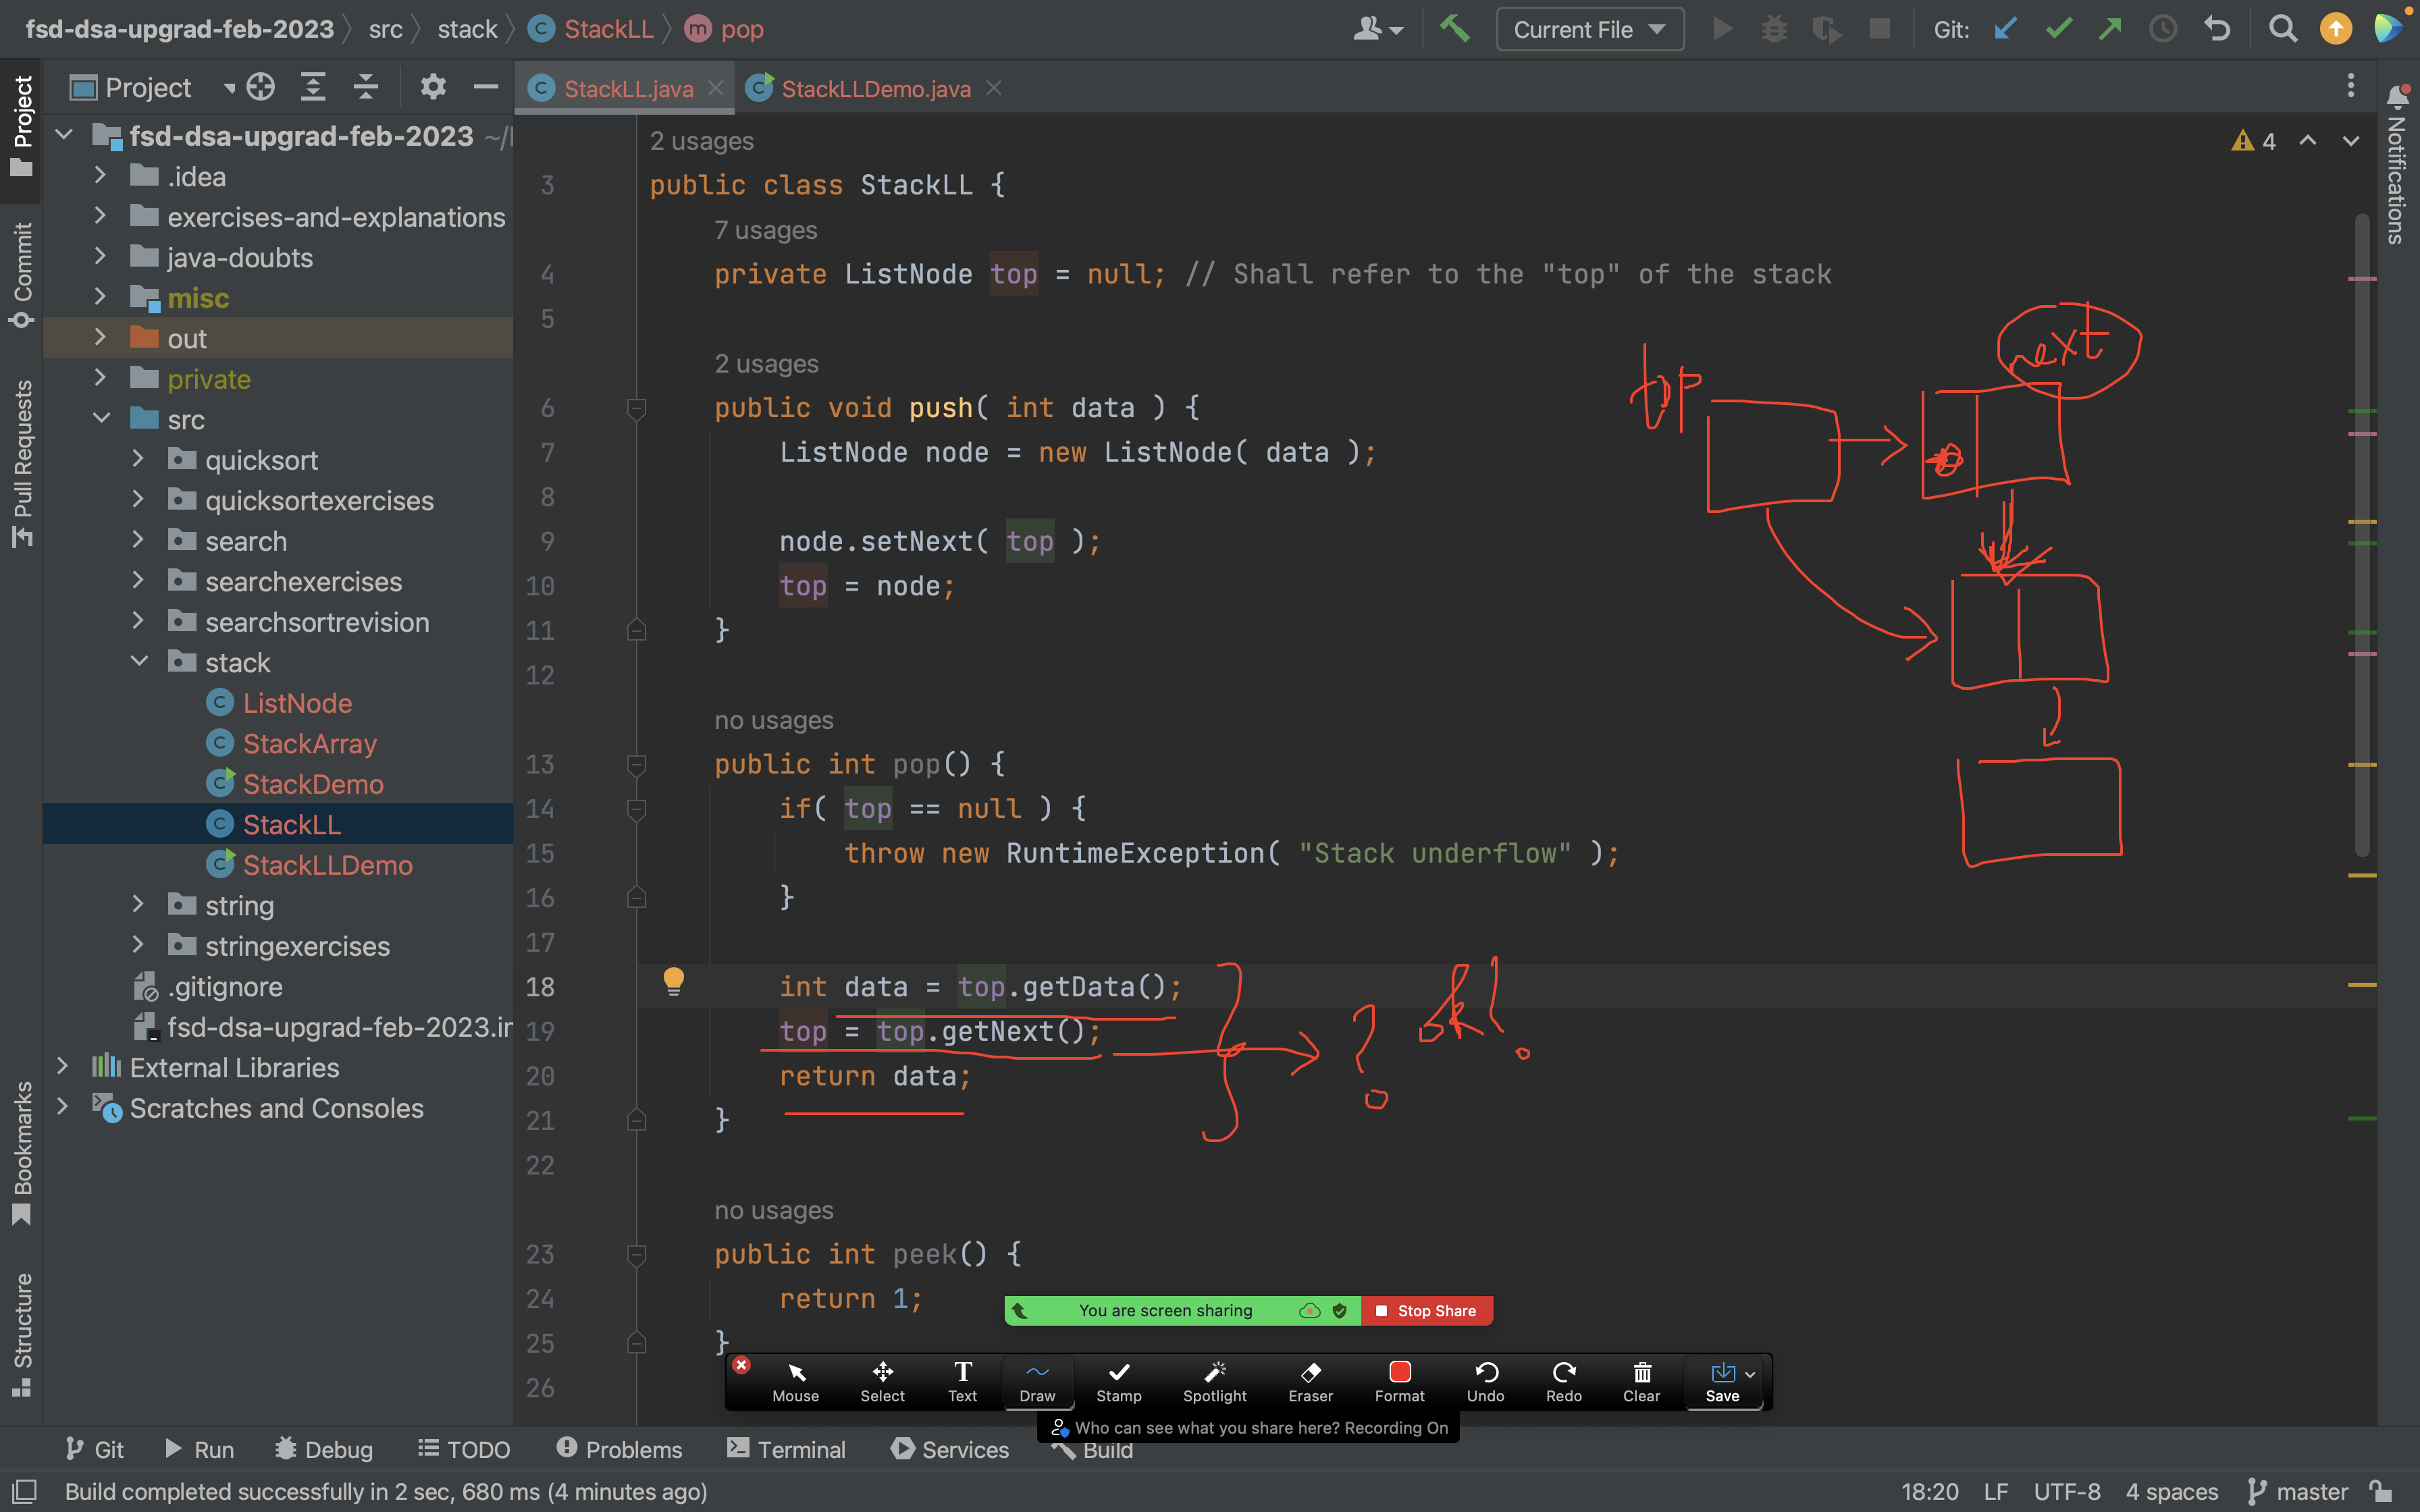 fsd-dsa-upgrad-feb-2023 src stack C StackLL m pop Current File Git:
Project
StackLL.java StackLLDemo.java
Project
Commit
Pull Requests
Bookmarks
Structure
Notifications
fsd-dsa-upgrad-feb-2023 ~/
.idea
exercises-and-explanations
java-doubts
misc
out
private
src
quicksort
quicksortexercises
search
searchexercises
searchsortrevision
stack
ListNode
StackArray
StackDemo
StackLL
StackLLDemo
string
stringexercises
.gitignore
fsd-dsa-upgrad-feb-2023.ir
External Libraries
Scratches and Consoles
2 usages
4
3 public class StackLL {
7 usages
4 private ListNode top = null; // Shall refer to the "top" of the stack
5
2 usages
6 public void push( int data ) {
7 ListNode node = new ListNode( data );
8
9 node.setNext( top );
10 top = node;
11 }
12
no usages
13 public int pop() {
14 if( top == null ) {
15 throw new RuntimeException( "Stack underflow" );
16 }
17
18 int data = top.getData();
19 top = top.getNext();
20 return data;
21 }
22
no usages
23 public int peek() {
24 return 1;
25 }
26
top
next
? ok!
You are screen sharing Stop Share
Mouse Select Text Draw Stamp Spotlight Eraser Format Undo Redo Clear Save
Who can see what you share here? Recording On
Git Run Debug TODO Problems Terminal Services Build
Build completed successfully in 2 sec, 680 ms (4 minutes ago) 18:20 LF UTF-8 4 spaces master